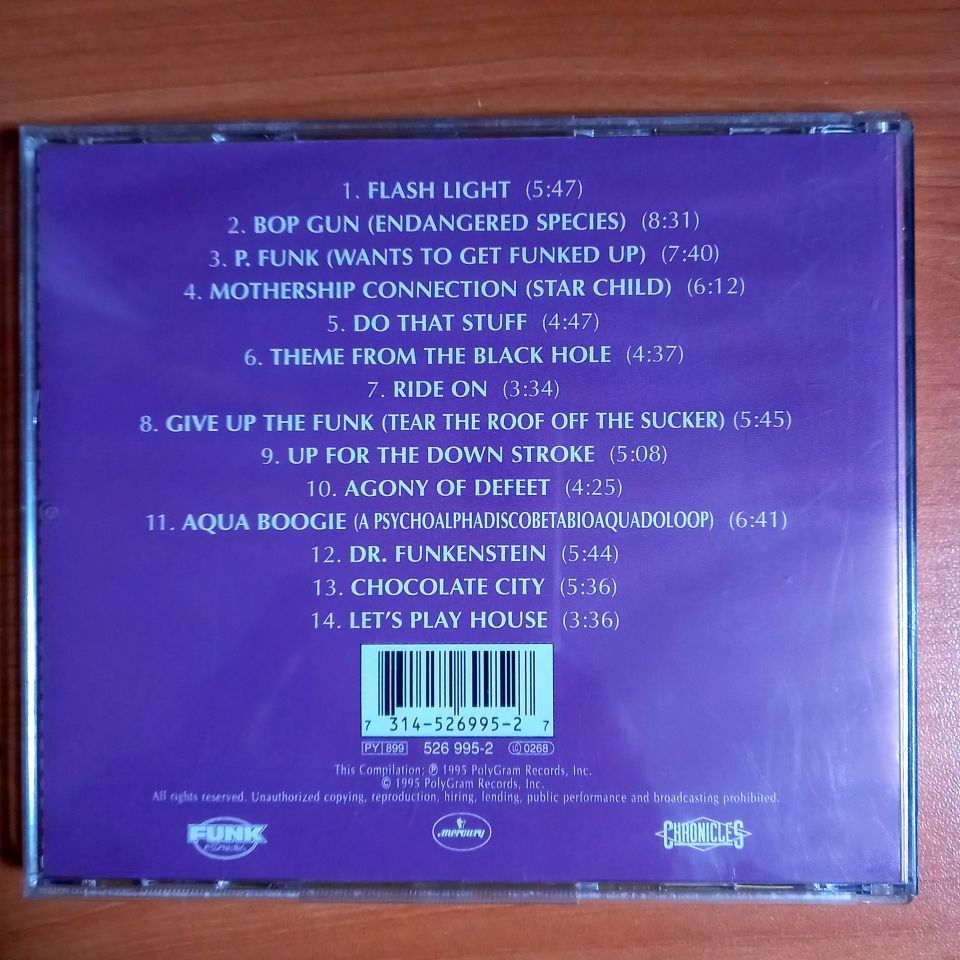 1. FLASH LIGHT (5:47)
2. BOP GUN (ENDANGERED SPECIES) (8:31)
3. P. FUNK (WANTS TO GET FUNKED UP) (7:40)
4. MOTHERSHIP CONNECTION (STAR CHILD) (6:12)
5. DO THAT STUFF (4:47)
6. THEME FROM THE BLACK HOLE (4:37)
7. RIDE ON (3:34)
8. GIVE UP THE FUNK (TEAR THE ROOF OFF THE SUCKER) (5:45)
9. UP FOR THE DOWN STROKE (5:08)
10. AGONY OF DEFEET (4:25)
11. AQUA BOOGIE (A PSYCHOALPHADISCOBETABIOAQUADOLOOP) (6:41)
12. DR. FUNKENSTEIN (5:44)
13. CHOCOLATE CITY (5:36)
14. LET'S PLAY HOUSE (3:36)
7 314-526995-2 7
PY 899 526 995-2 LC 0268
This Compilation: ℗ 1995 PolyGram Records, Inc.
© 1995 PolyGram Records, Inc.
All rights reserved. Unauthorized copying, reproduction, hiring, lending, public performance and broadcasting prohibited.
FUNK mercury CHRONICLES